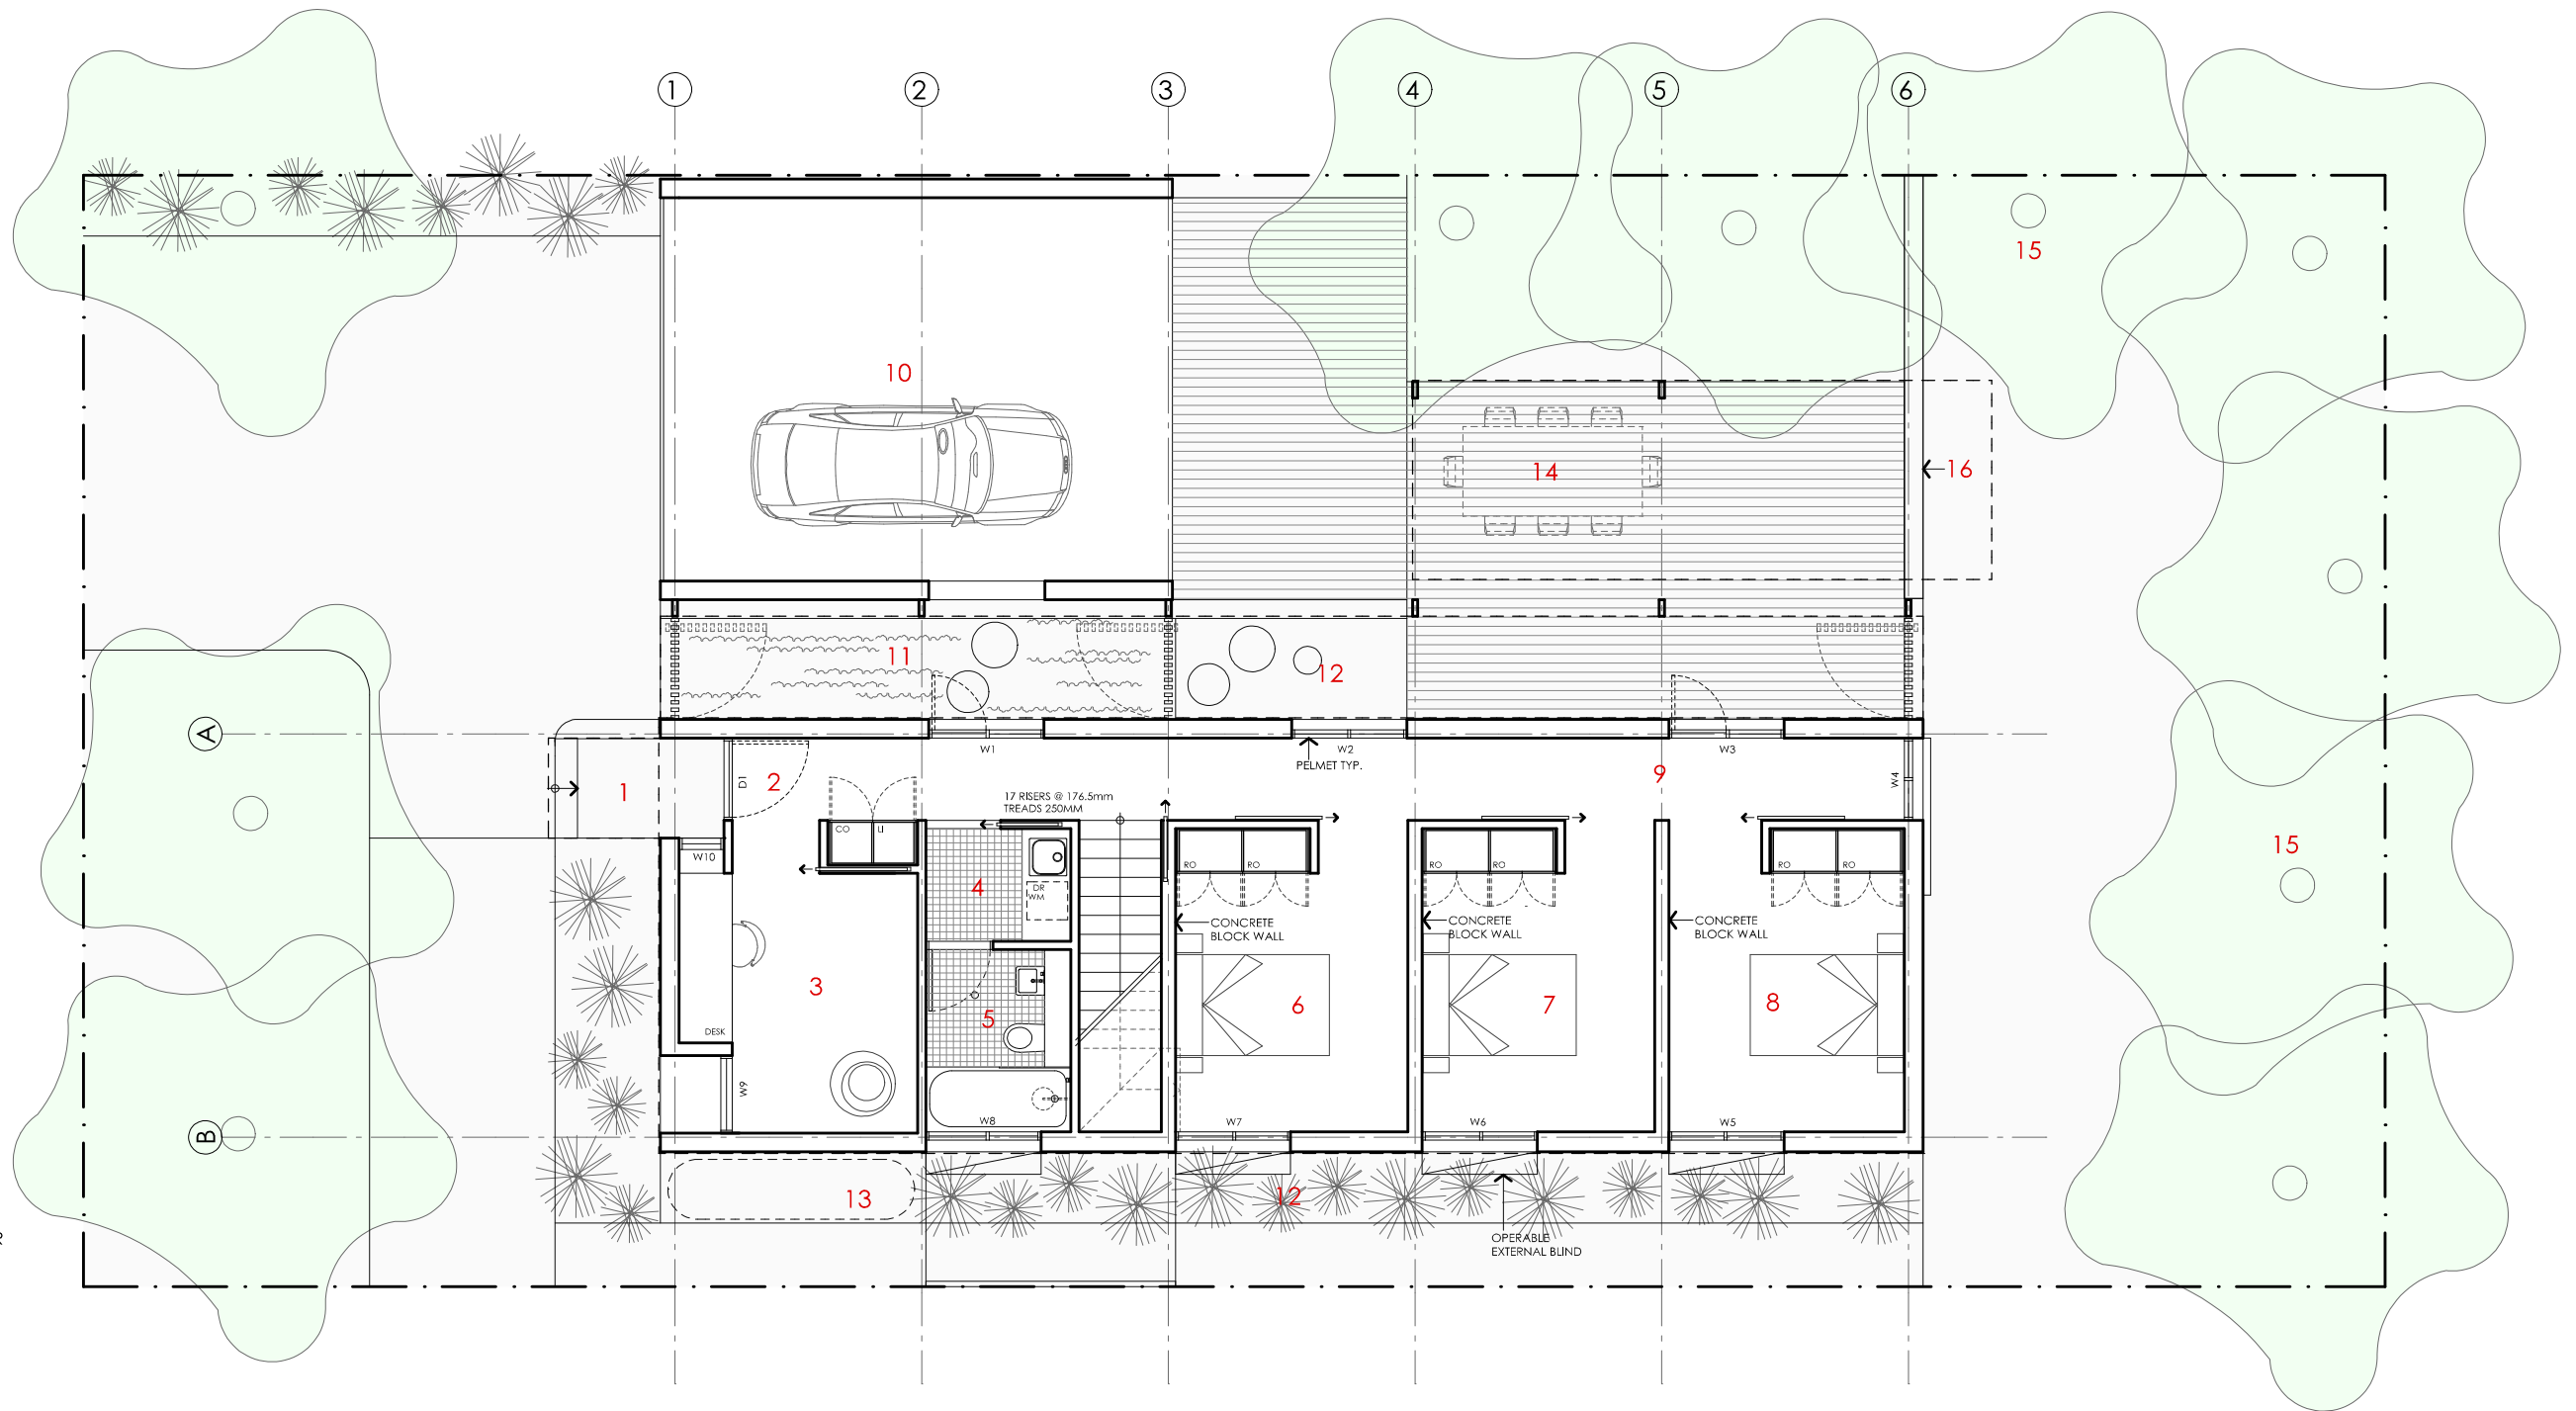 1 2 3 4 5 6
15
10
14 16
11 12
A
W1 W2 W3
PELMET TYP.
1 D1 2 9 W4
17 RISERS @ 176.5mm
TREADS 250MM
CO LI
W10
RO RO RO RO RO RO
15
4 DR
WM
CONCRETE
BLOCK WALL
CONCRETE
BLOCK WALL
CONCRETE
BLOCK WALL
3 6 7 8
DESK 5
W9
W8 W7 W6 W5
B
13 12
OPERABLE
EXTERNAL BLIND